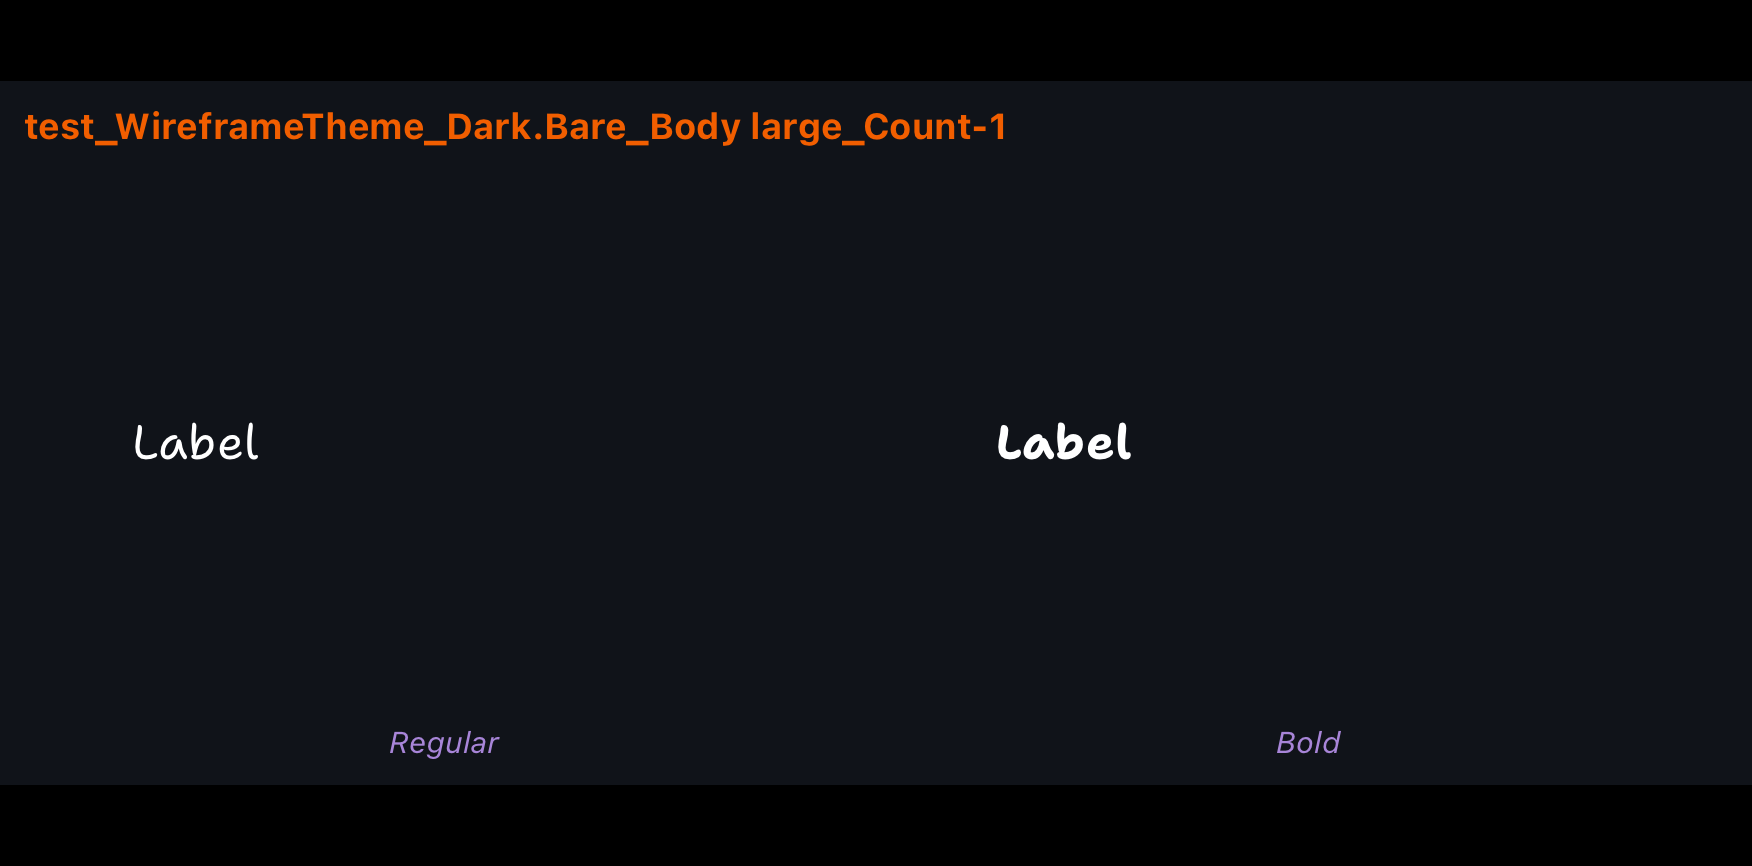 test_WireframeTheme_Dark.Bare_Body large_Count-1
Label
Label
Regular
Bold